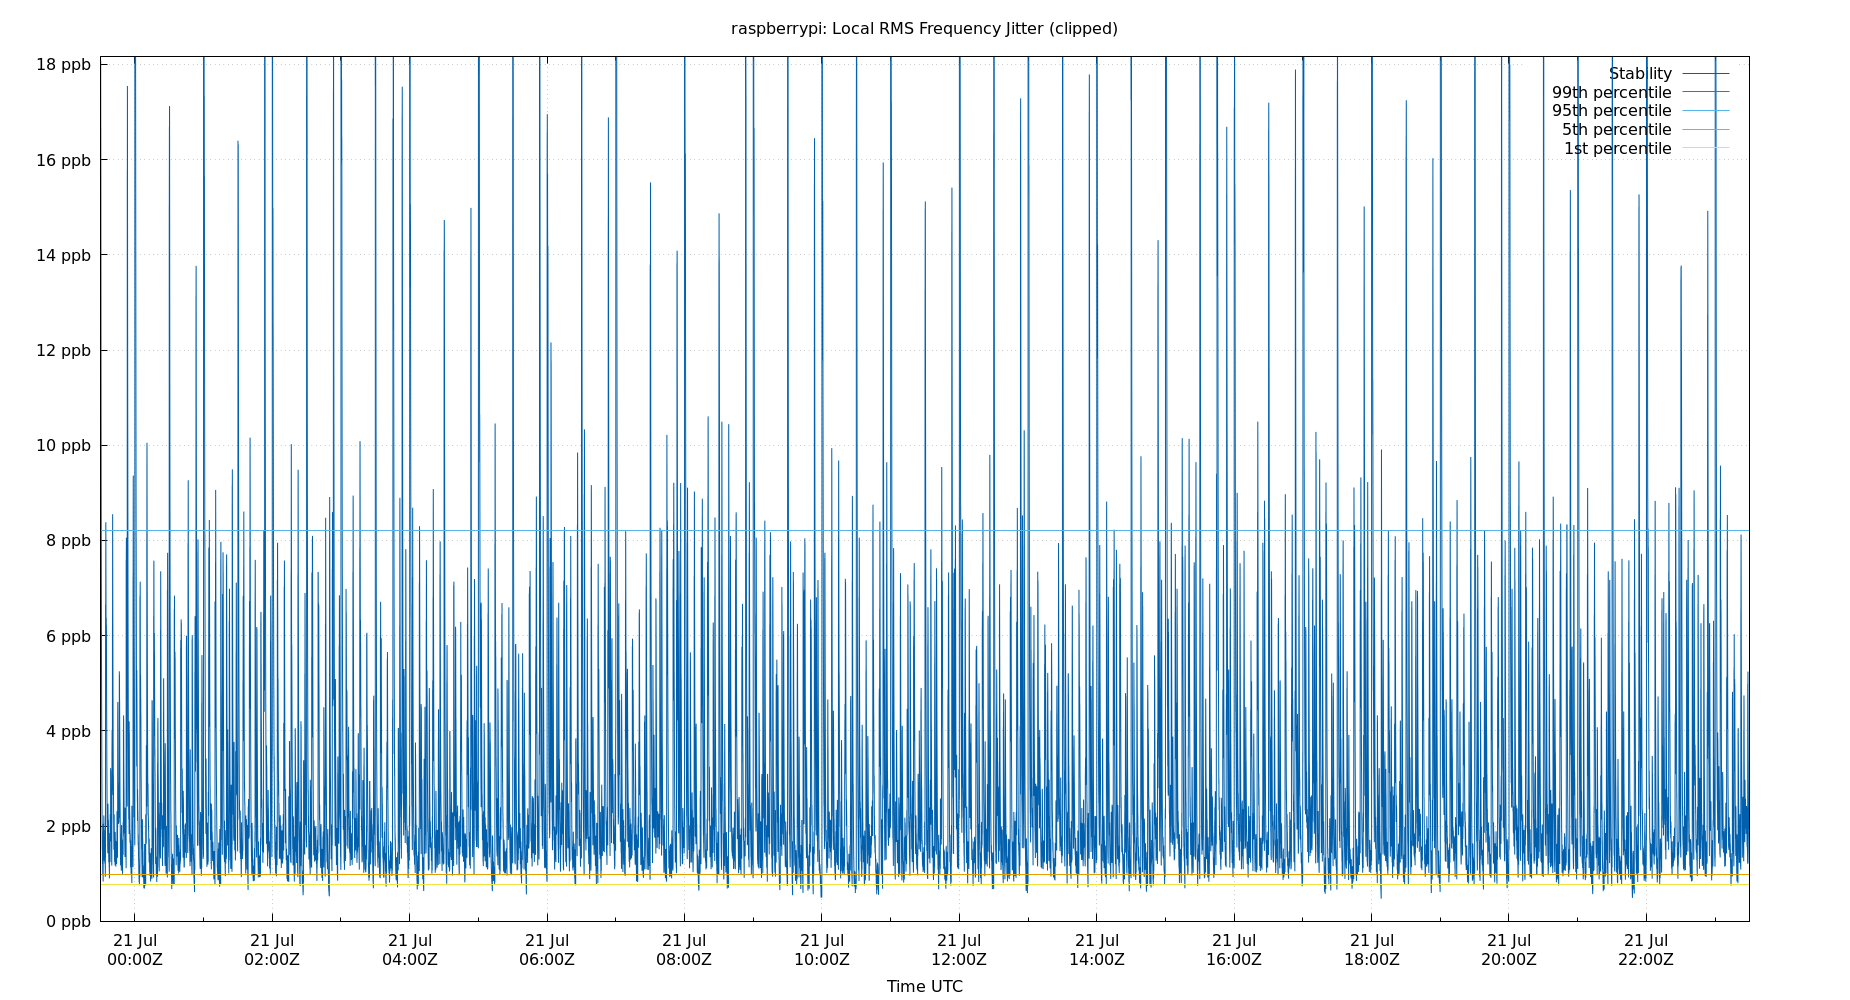 raspberrypi: Local RMS Frequency Jitter (clipped)
18 ppb
16 ppb
14 ppb
12 ppb
10 ppb
8 ppb
6 ppb
4 ppb
2 ppb
0 ppb
Stability
99th percentile
95th percentile
5th percentile
1st percentile
21 Jul 21 Jul 21 Jul 21 Jul 21 Jul 21 Jul 21 Jul 21 Jul 21 Jul 21 Jul 21 Jul 21 Jul
00:00Z 02:00Z 04:00Z 06:00Z 08:00Z 10:00Z 12:00Z 14:00Z 16:00Z 18:00Z 20:00Z 22:00Z
Time UTC